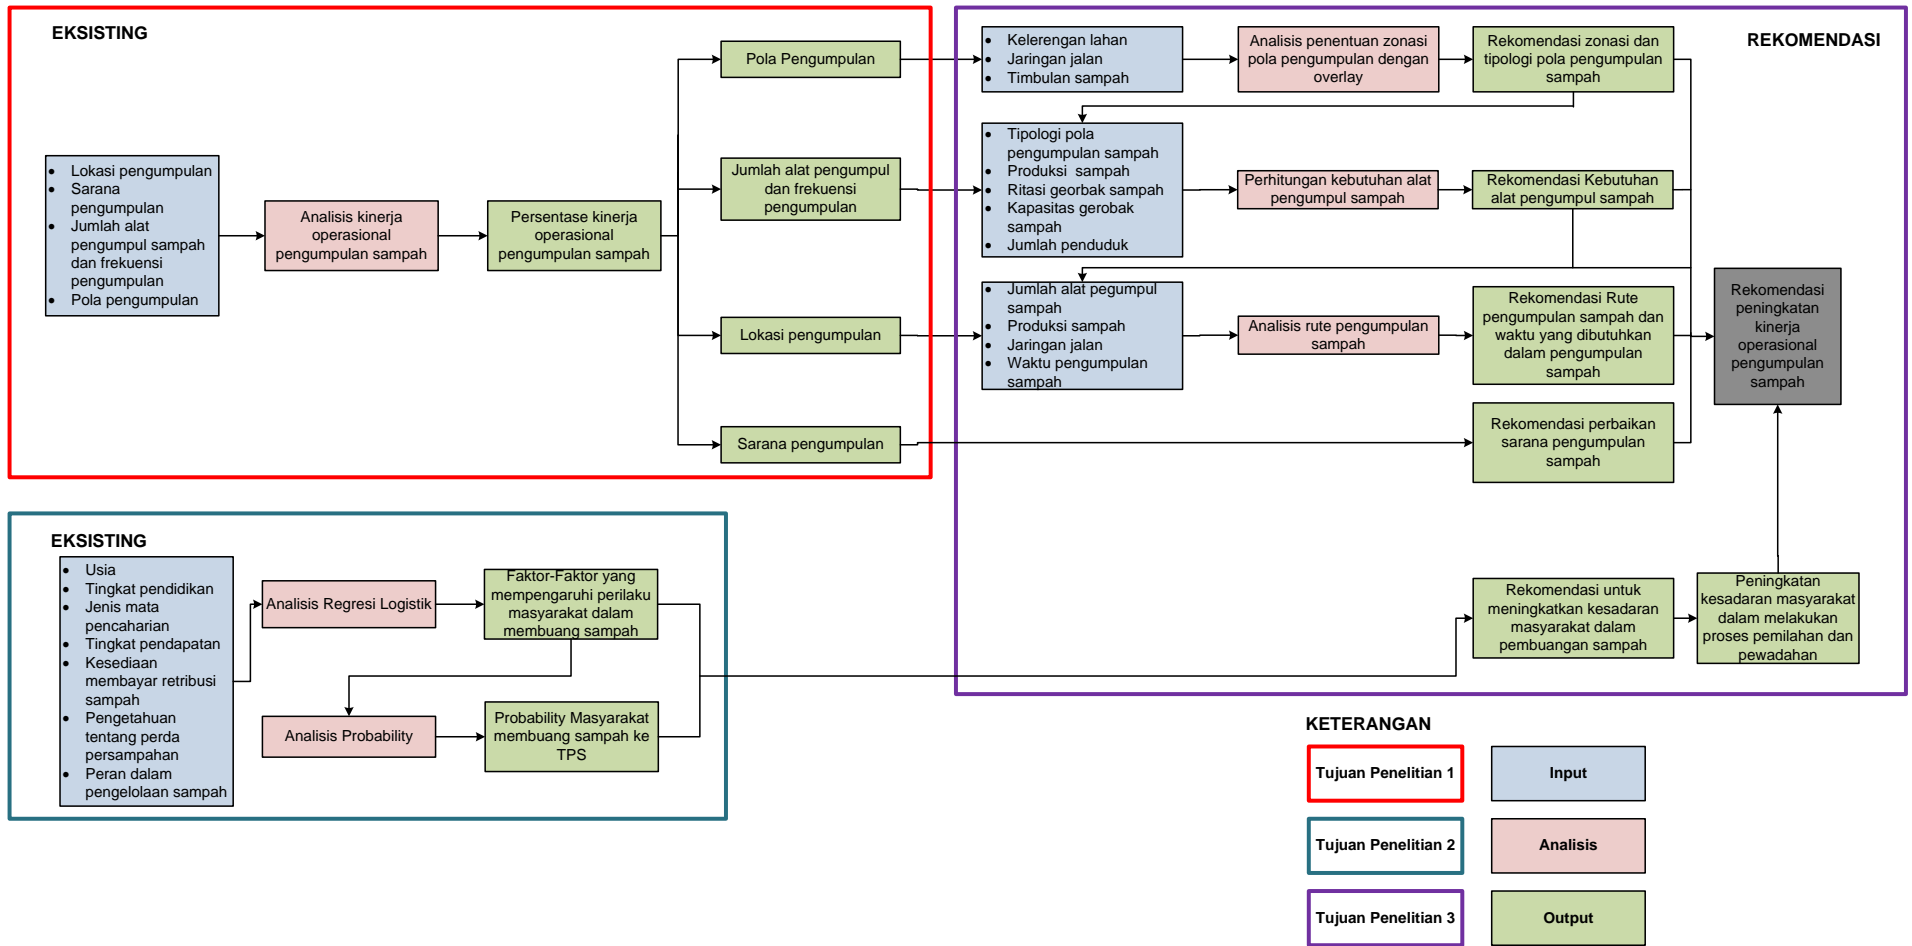 EKSISTING
• Lokasi pengumpulan
• Sarana
pengumpulan
• Jumlah alat
pengumpul sampah
dan frekuensi
pengumpulan
• Pola pengumpulan
Analisis kinerja
operasional
pengumpulan sampah
Persentase kinerja
operasional
pengumpulan sampah
Pola Pengumpulan
Jumlah alat pengumpul
dan frekuensi
pengumpulan
Lokasi pengumpulan
Sarana pengumpulan
REKOMENDASI
• Kelerengan lahan
• Jaringan jalan
• Timbulan sampah
Analisis penentuan zonasi
pola pengumpulan dengan
overlay
Rekomendasi zonasi dan
tipologi pola pengumpulan
sampah
• Tipologi pola
pengumpulan sampah
• Produksi sampah
• Ritasi georbak sampah
• Kapasitas gerobak
sampah
• Jumlah penduduk
Perhitungan kebutuhan alat
pengumpul sampah
Rekomendasi Kebutuhan
alat pengumpul sampah
• Jumlah alat pegumpul
sampah
• Produksi sampah
• Jaringan jalan
• Waktu pengumpulan
sampah
Analisis rute pengumpulan
sampah
Rekomendasi Rute
pengumpulan sampah dan
waktu yang dibutuhkan
dalam pengumpulan
sampah
Rekomendasi perbaikan
sarana pengumpulan
sampah
Rekomendasi
peningkatan
kinerja
operasional
pengumpulan
sampah
EKSISTING
• Usia
• Tingkat pendidikan
• Jenis mata
pencaharian
• Tingkat pendapatan
• Kesediaan
membayar retribusi
sampah
• Pengetahuan
tentang perda
persampahan
• Peran dalam
pengelolaan sampah
Analisis Regresi Logistik
Faktor-Faktor yang
mempengaruhi perilaku
masyarakat dalam
membuang sampah
Analisis Probability
Probability Masyarakat
membuang sampah ke
TPS
Rekomendasi untuk
meningkatkan kesadaran
masyarakat dalam
pembuangan sampah
Peningkatan
kesadaran masyarakat
dalam melakukan
proses pemilahan dan
pewadahan
KETERANGAN
Tujuan Penelitian 1
Input
Tujuan Penelitian 2
Analisis
Tujuan Penelitian 3
Output